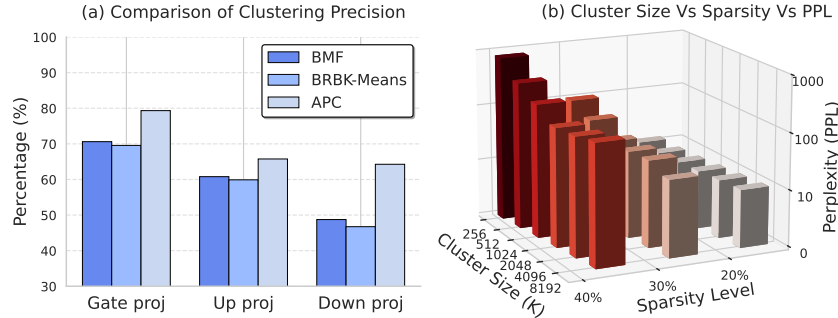 (a) Comparison of Clustering Precision
Percentage (%)
100
90
80
70
60
50
40
30
BMF
BRBK-Means
APC
Gate proj
Up proj
Down proj
(b) Cluster Size Vs Sparsity Vs PPL
1000
100
10
0
Perplexity (PPL)
256
512
1024
2048
4096
8192
Cluster Size (K)
40%
30%
20%
Sparsity Level